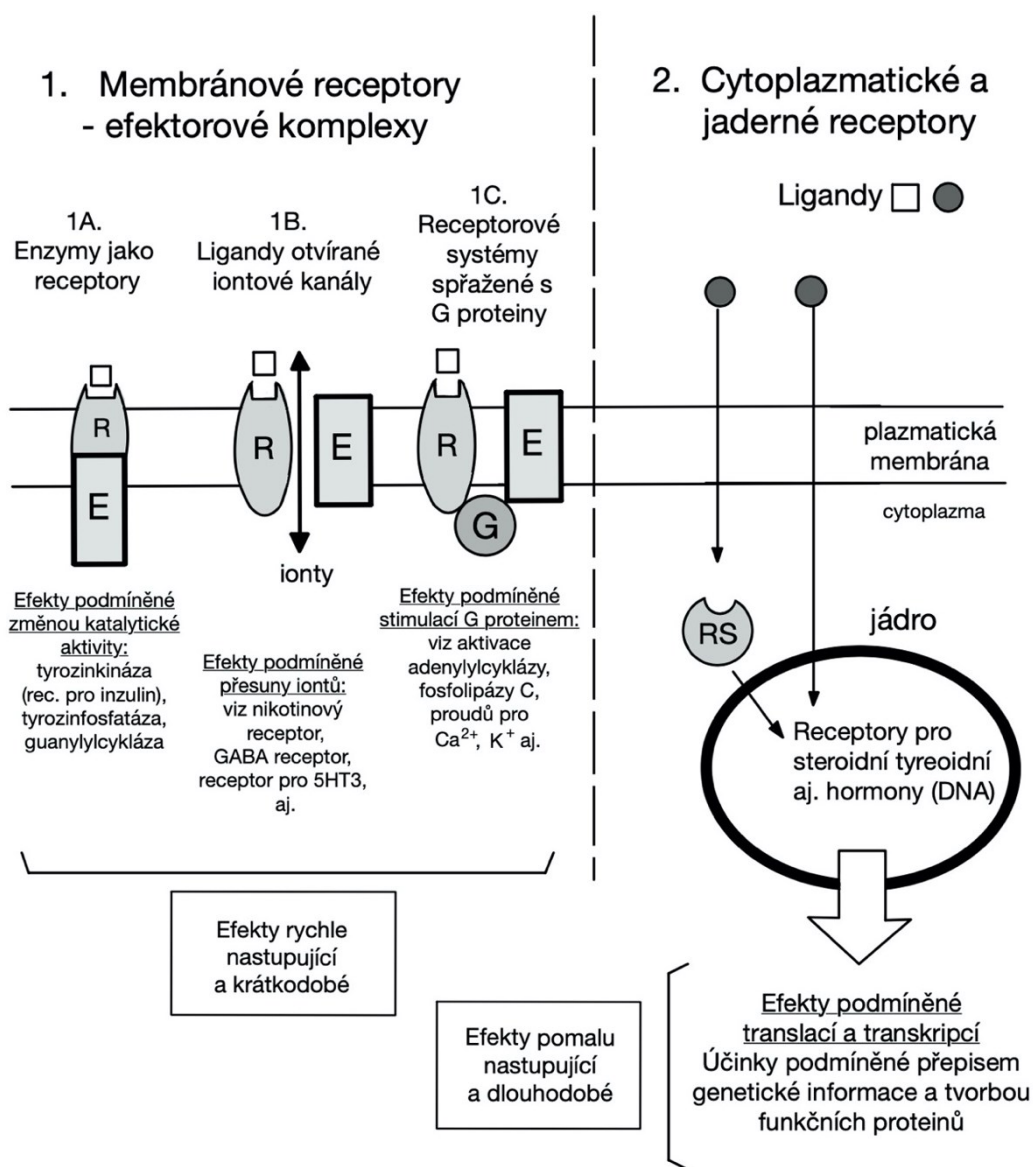 1. Membránové receptory
- efektorové komplexy
1A.
Enzymy jako
receptory
1B.
Ligandy otvírané
iontové kanály
1C.
Receptorové
systémy
spřažené s
G proteiny
R
E
R
E
ionty
R
E
G
Efekty podmíněné
změnou katalytické
aktivity:
tyrozinkináza
(rec. pro inzulin),
tyrozinfosfatáza,
guanylylcykláza
Efekty podmíněné
přesuny iontů:
viz nikotinový
receptor,
GABA receptor,
receptor pro 5HT3,
aj.
Efekty podmíněné
stimulací G proteinem:
viz aktivace
adenylylcyklázy,
fosfolipázy C,
proudů pro
Ca²⁺, K⁺ aj.
Efekty rychle
nastupující
a krátkodobé
2. Cytoplazmatické a
jaderné receptory
Ligandy
plazmatická
membrána
cytoplazma
RS
jádro
Receptory pro
steroidní tyreoidní
aj. hormony (DNA)
Efekty pomalu
nastupující
a dlouhodobé
Efekty podmíněné
translací a transkripcí
Účinky podmíněné přepisem
genetické informace a tvorbou
funkčních proteinů